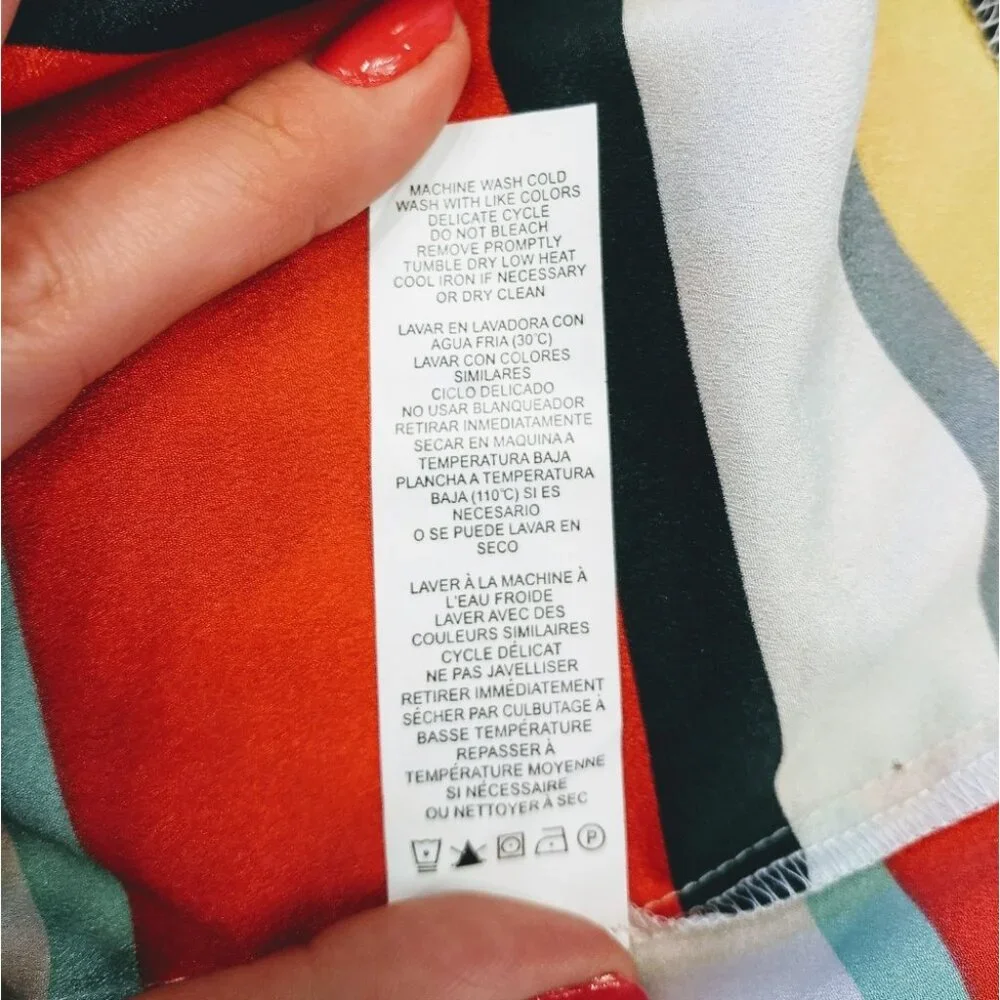 MACHINE WASH COLD
WASH WITH LIKE COLORS
DELICATE CYCLE
DO NOT BLEACH
REMOVE PROMPTLY
TUMBLE DRY LOW HEAT
COOL IRON IF NECESSARY
OR DRY CLEAN
LAVAR EN LAVADORA CON
AGUA FRIA (30℃)
LAVAR CON COLORES
SIMILARES
CICLO DELICADO
NO USAR BLANQUEADOR
RETIRAR INMEDIATAMENTE
SECAR EN MAQUINA A
TEMPERATURA BAJA
PLANCHA A TEMPERATURA
BAJA (110℃) SI ES
NECESARIO
O SE PUEDE LAVAR EN
SECO
LAVER À LA MACHINE À
L'EAU FROIDE
LAVER AVEC DES
COULEURS SIMILAIRES
CYCLE DÉLICAT
NE PAS JAVELLISER
RETIRER IMMÉDIATEMENT
SÉCHER PAR CULBUTAGE À
BASSE TEMPÉRATURE
REPASSER À
TEMPÉRATURE MOYENNE
SI NÉCESSAIRE
OU NETTOYER À SEC
P